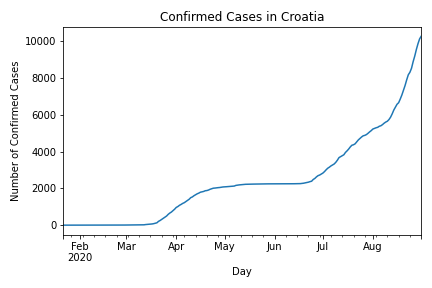 Confirmed Cases in Croatia
Number of Confirmed Cases
10000
8000
6000
4000
2000
0
Feb Mar Apr May Jun Jul Aug
2020
Day